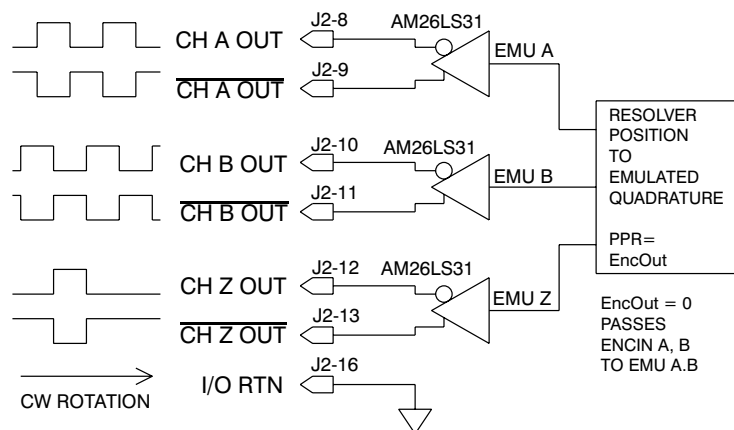 J2-8 AM26LS31
CH A OUT
EMU A
J2-9
CH A OUT
J2-10 AM26LS31
CH B OUT
EMU B
J2-11
CH B OUT
RESOLVER
POSITION
TO
EMULATED
QUADRATURE
PPR=
EncOut
J2-12 AM26LS31
CH Z OUT
EMU Z
J2-13
CH Z OUT
EncOut = 0
PASSES
ENCIN A, B
TO EMU A.B
J2-16
I/O RTN
CW ROTATION